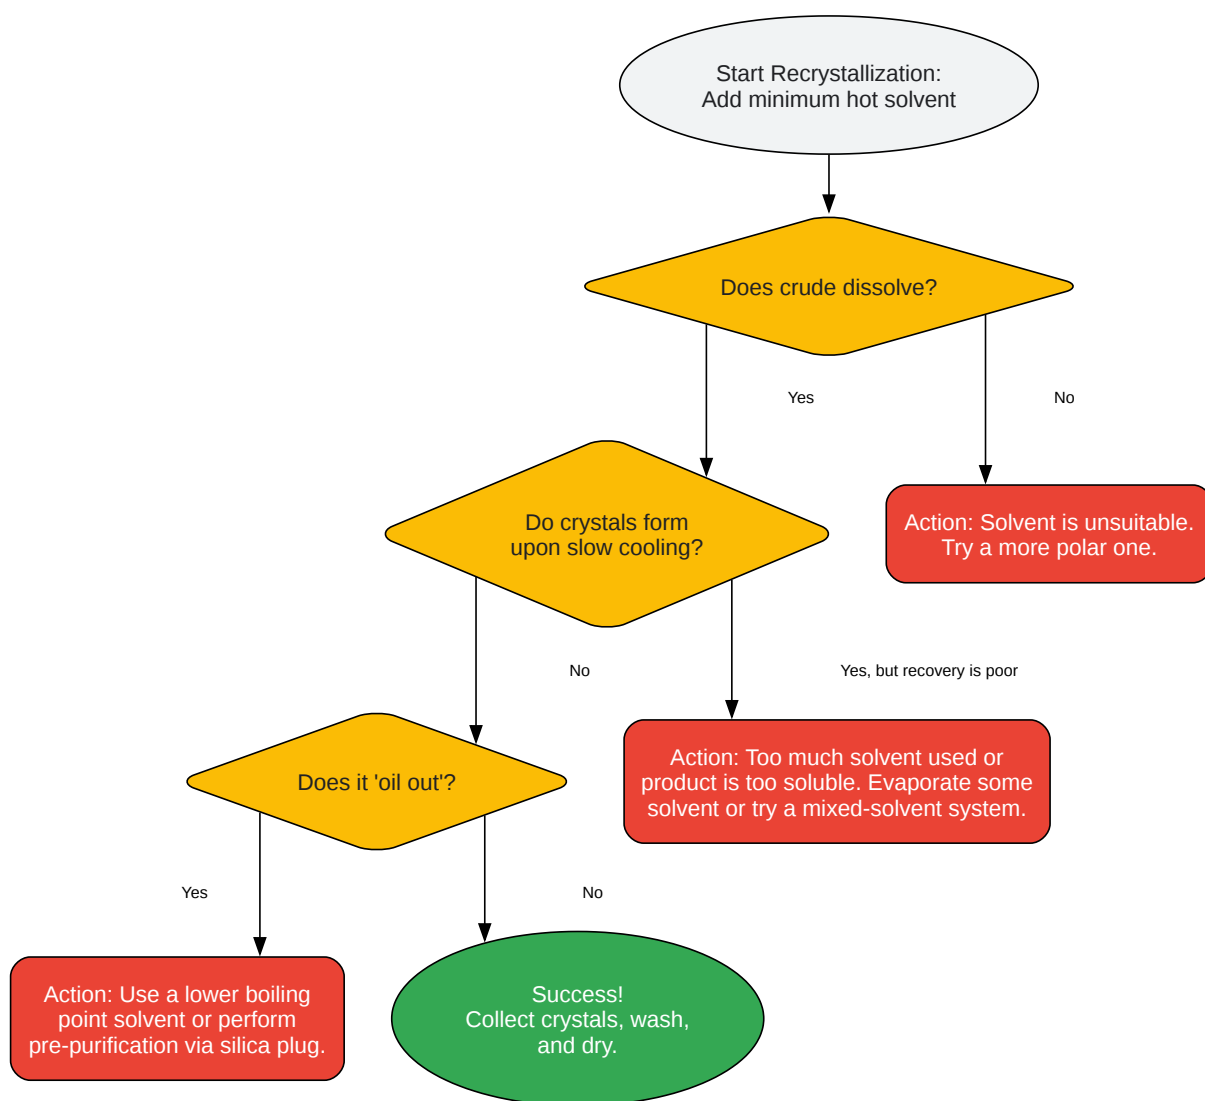 Start Recrystallization:
Add minimum hot solvent
Does crude dissolve?
Yes
No
Do crystals form
upon slow cooling?
Action: Solvent is unsuitable.
Try a more polar one.
No
Yes, but recovery is poor
Does it 'oil out'?
Action: Too much solvent used or
product is too soluble. Evaporate some
solvent or try a mixed-solvent system.
Yes
No
Action: Use a lower boiling
point solvent or perform
pre-purification via silica plug.
Success!
Collect crystals, wash,
and dry.